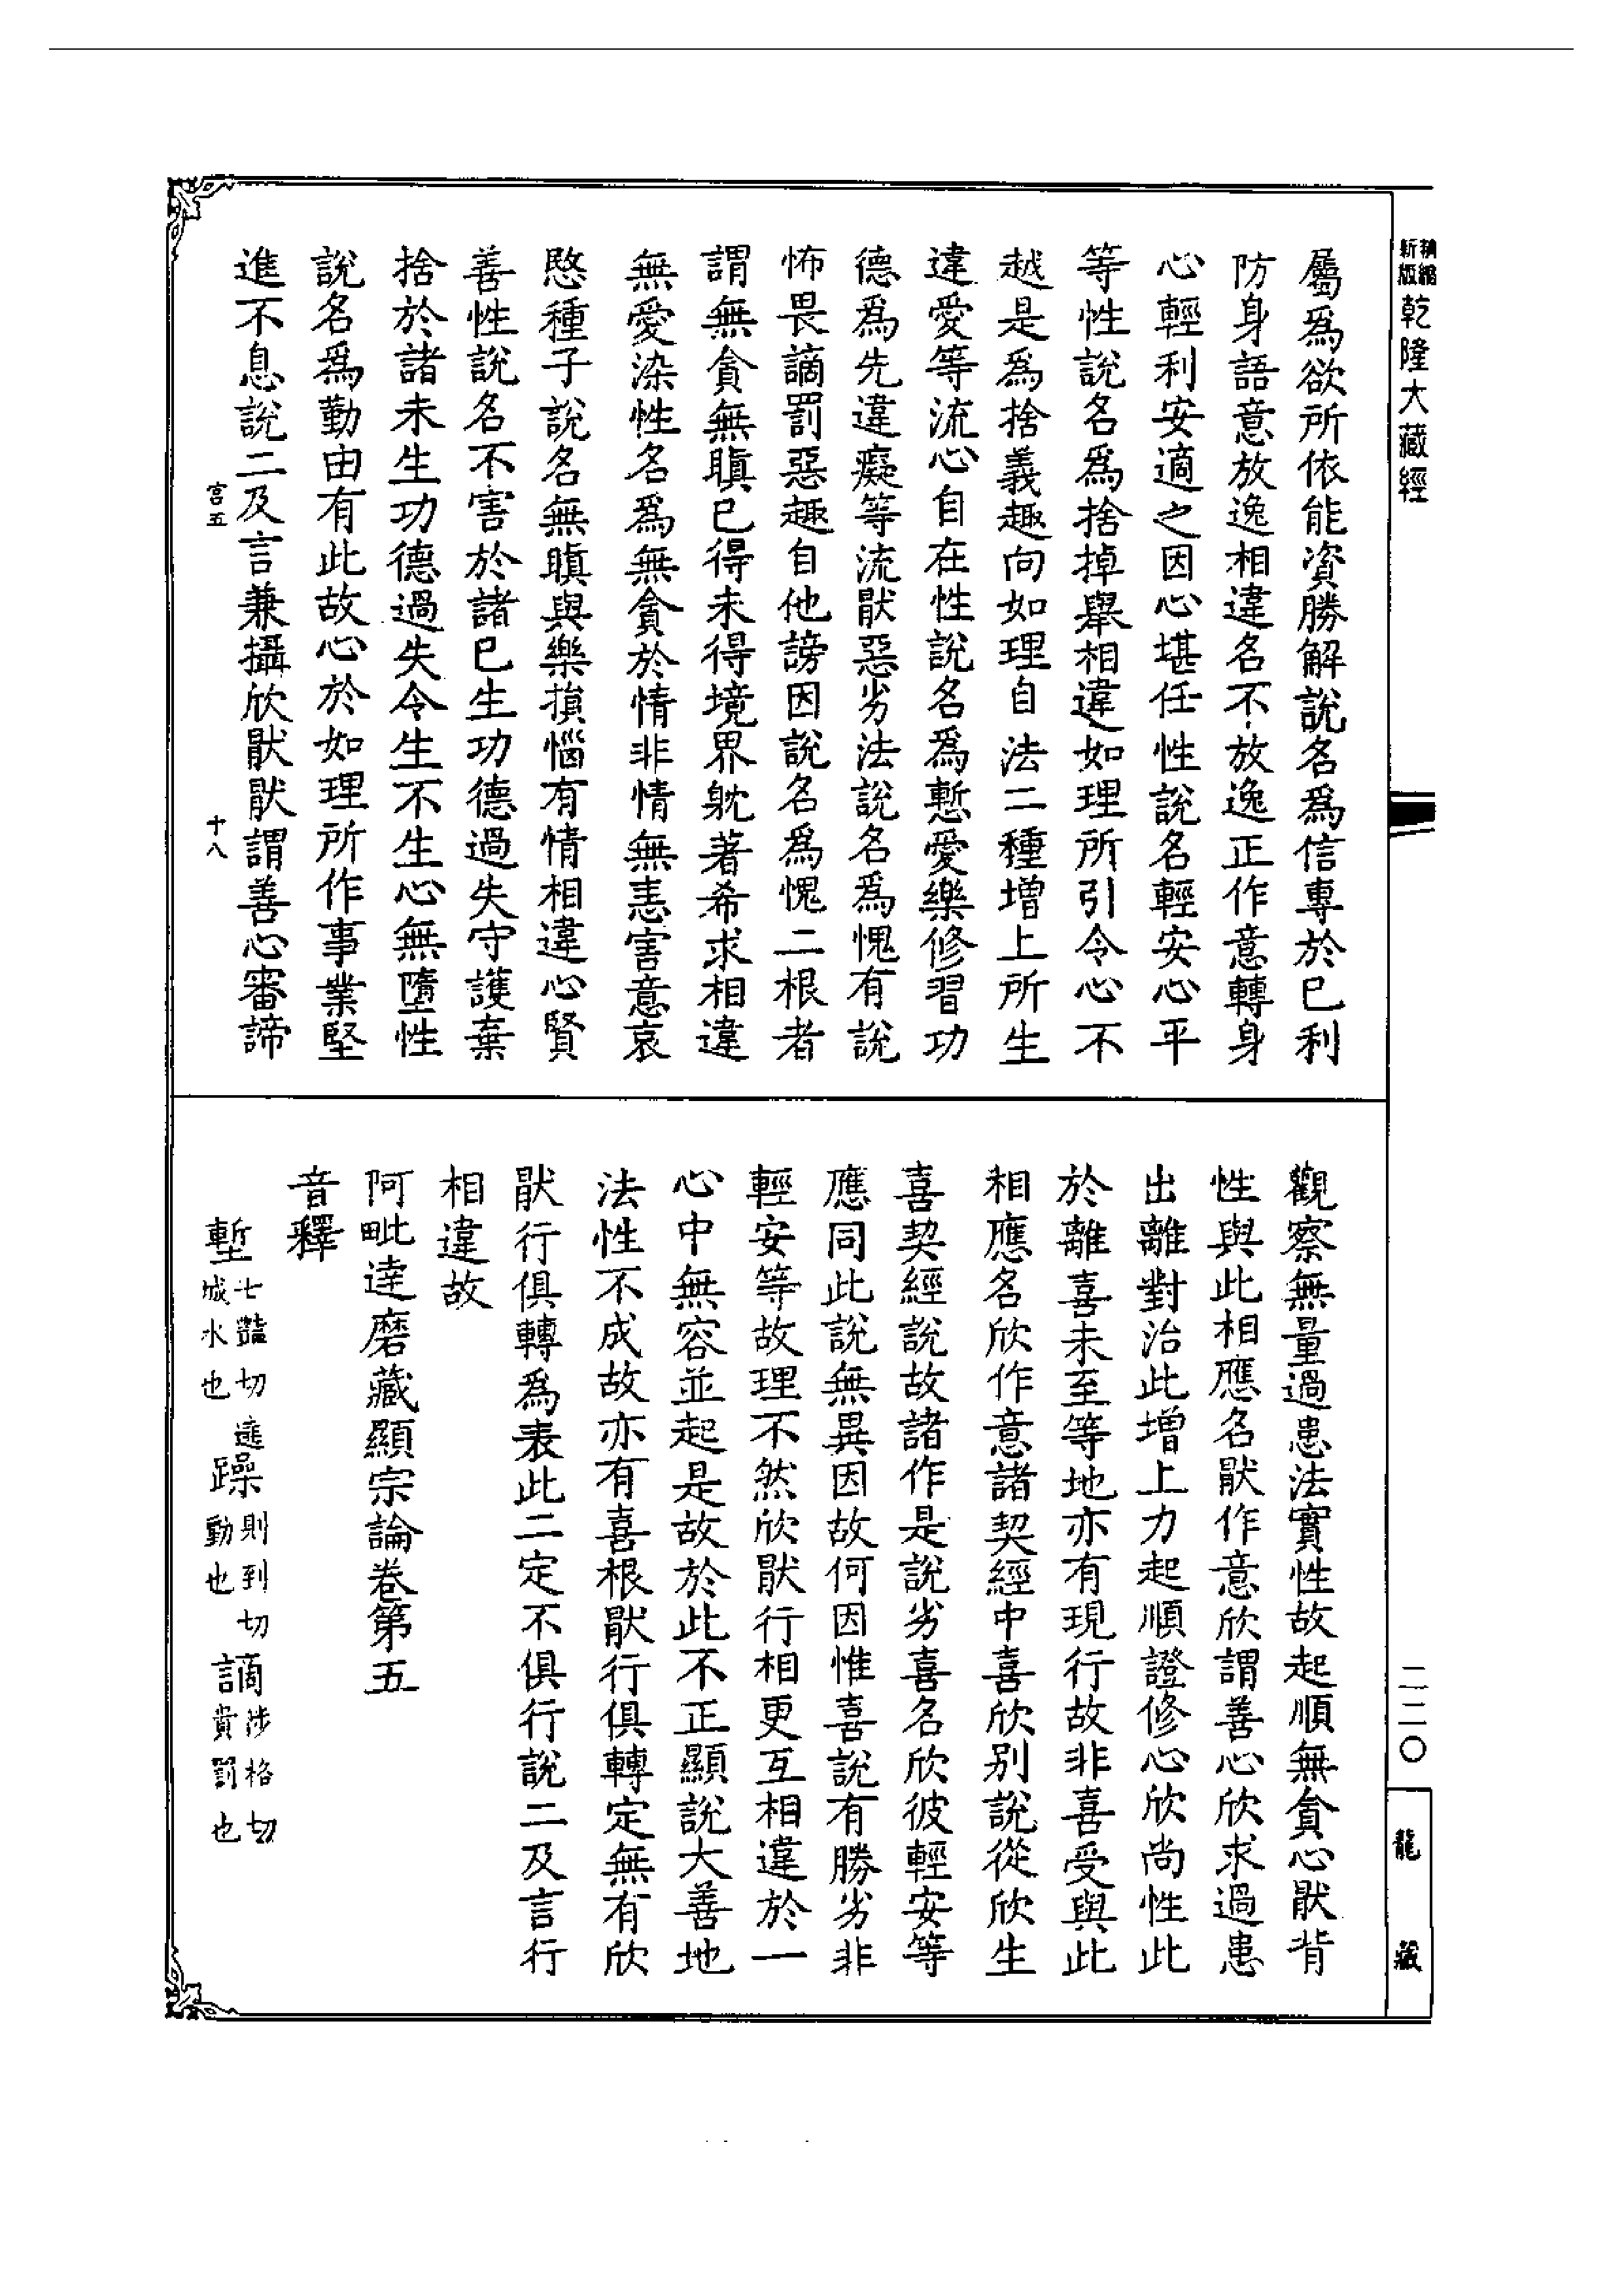 新版精縮
乾隆大藏經
屬爲欲所依能資勝解說名爲信專於已利
防身語意放逸相違名不放逸正作意轉身
心輕利安適之因心堪任性說名輕安心平
等性說名爲捨掉舉相違如理所引令心不
越是爲捨義趣向如理自法二種增上所生
違愛等流心自在性說名爲慙愛樂修習功
德爲先違癡等流猒惡劣法說名爲愧有說
怖畏謫罰惡趣自他謗因說名爲愧二根者
謂無貪無瞋已得未得境界躭著希求相違
無愛染性名爲無貪於情非情無恚害意哀
愍種子說名無瞋與樂損惱有情相違心賢
善性說名不害於諸已生功德過失守護棄
捨於諸未生功德過失令生不生心無墮性
說名爲勤由有此故心於如理所作事業堅
進不息說二及言兼攝欣猒猒謂善心審諦
宮五
十八
觀察無量過患法實性故起順無貪心猒背
性與此相應名猒作意欣謂善心欣求過患
出離對治此增上力起順證修心欣尚性此
於離喜未至等地亦有現行故非喜受與此
相應名欣作意諸契經中喜欣別說從欣生
喜契經說故諸作是說劣喜名欣彼輕安等
應同此說無異因故何因惟喜說有勝劣非
輕安等故理不然欣猒行相更互相違於一
心中無容並起是故於此不正顯說大善地
法性不成故亦有喜根猒行俱轉定無有欣
猒行俱轉爲表此二定不俱行說二及言行
相違故
阿毗達磨藏顯宗論卷第五
音釋
塹七豔切遶城水也 躁則到切動也 謫陟格切責罰也
二二〇
龍藏